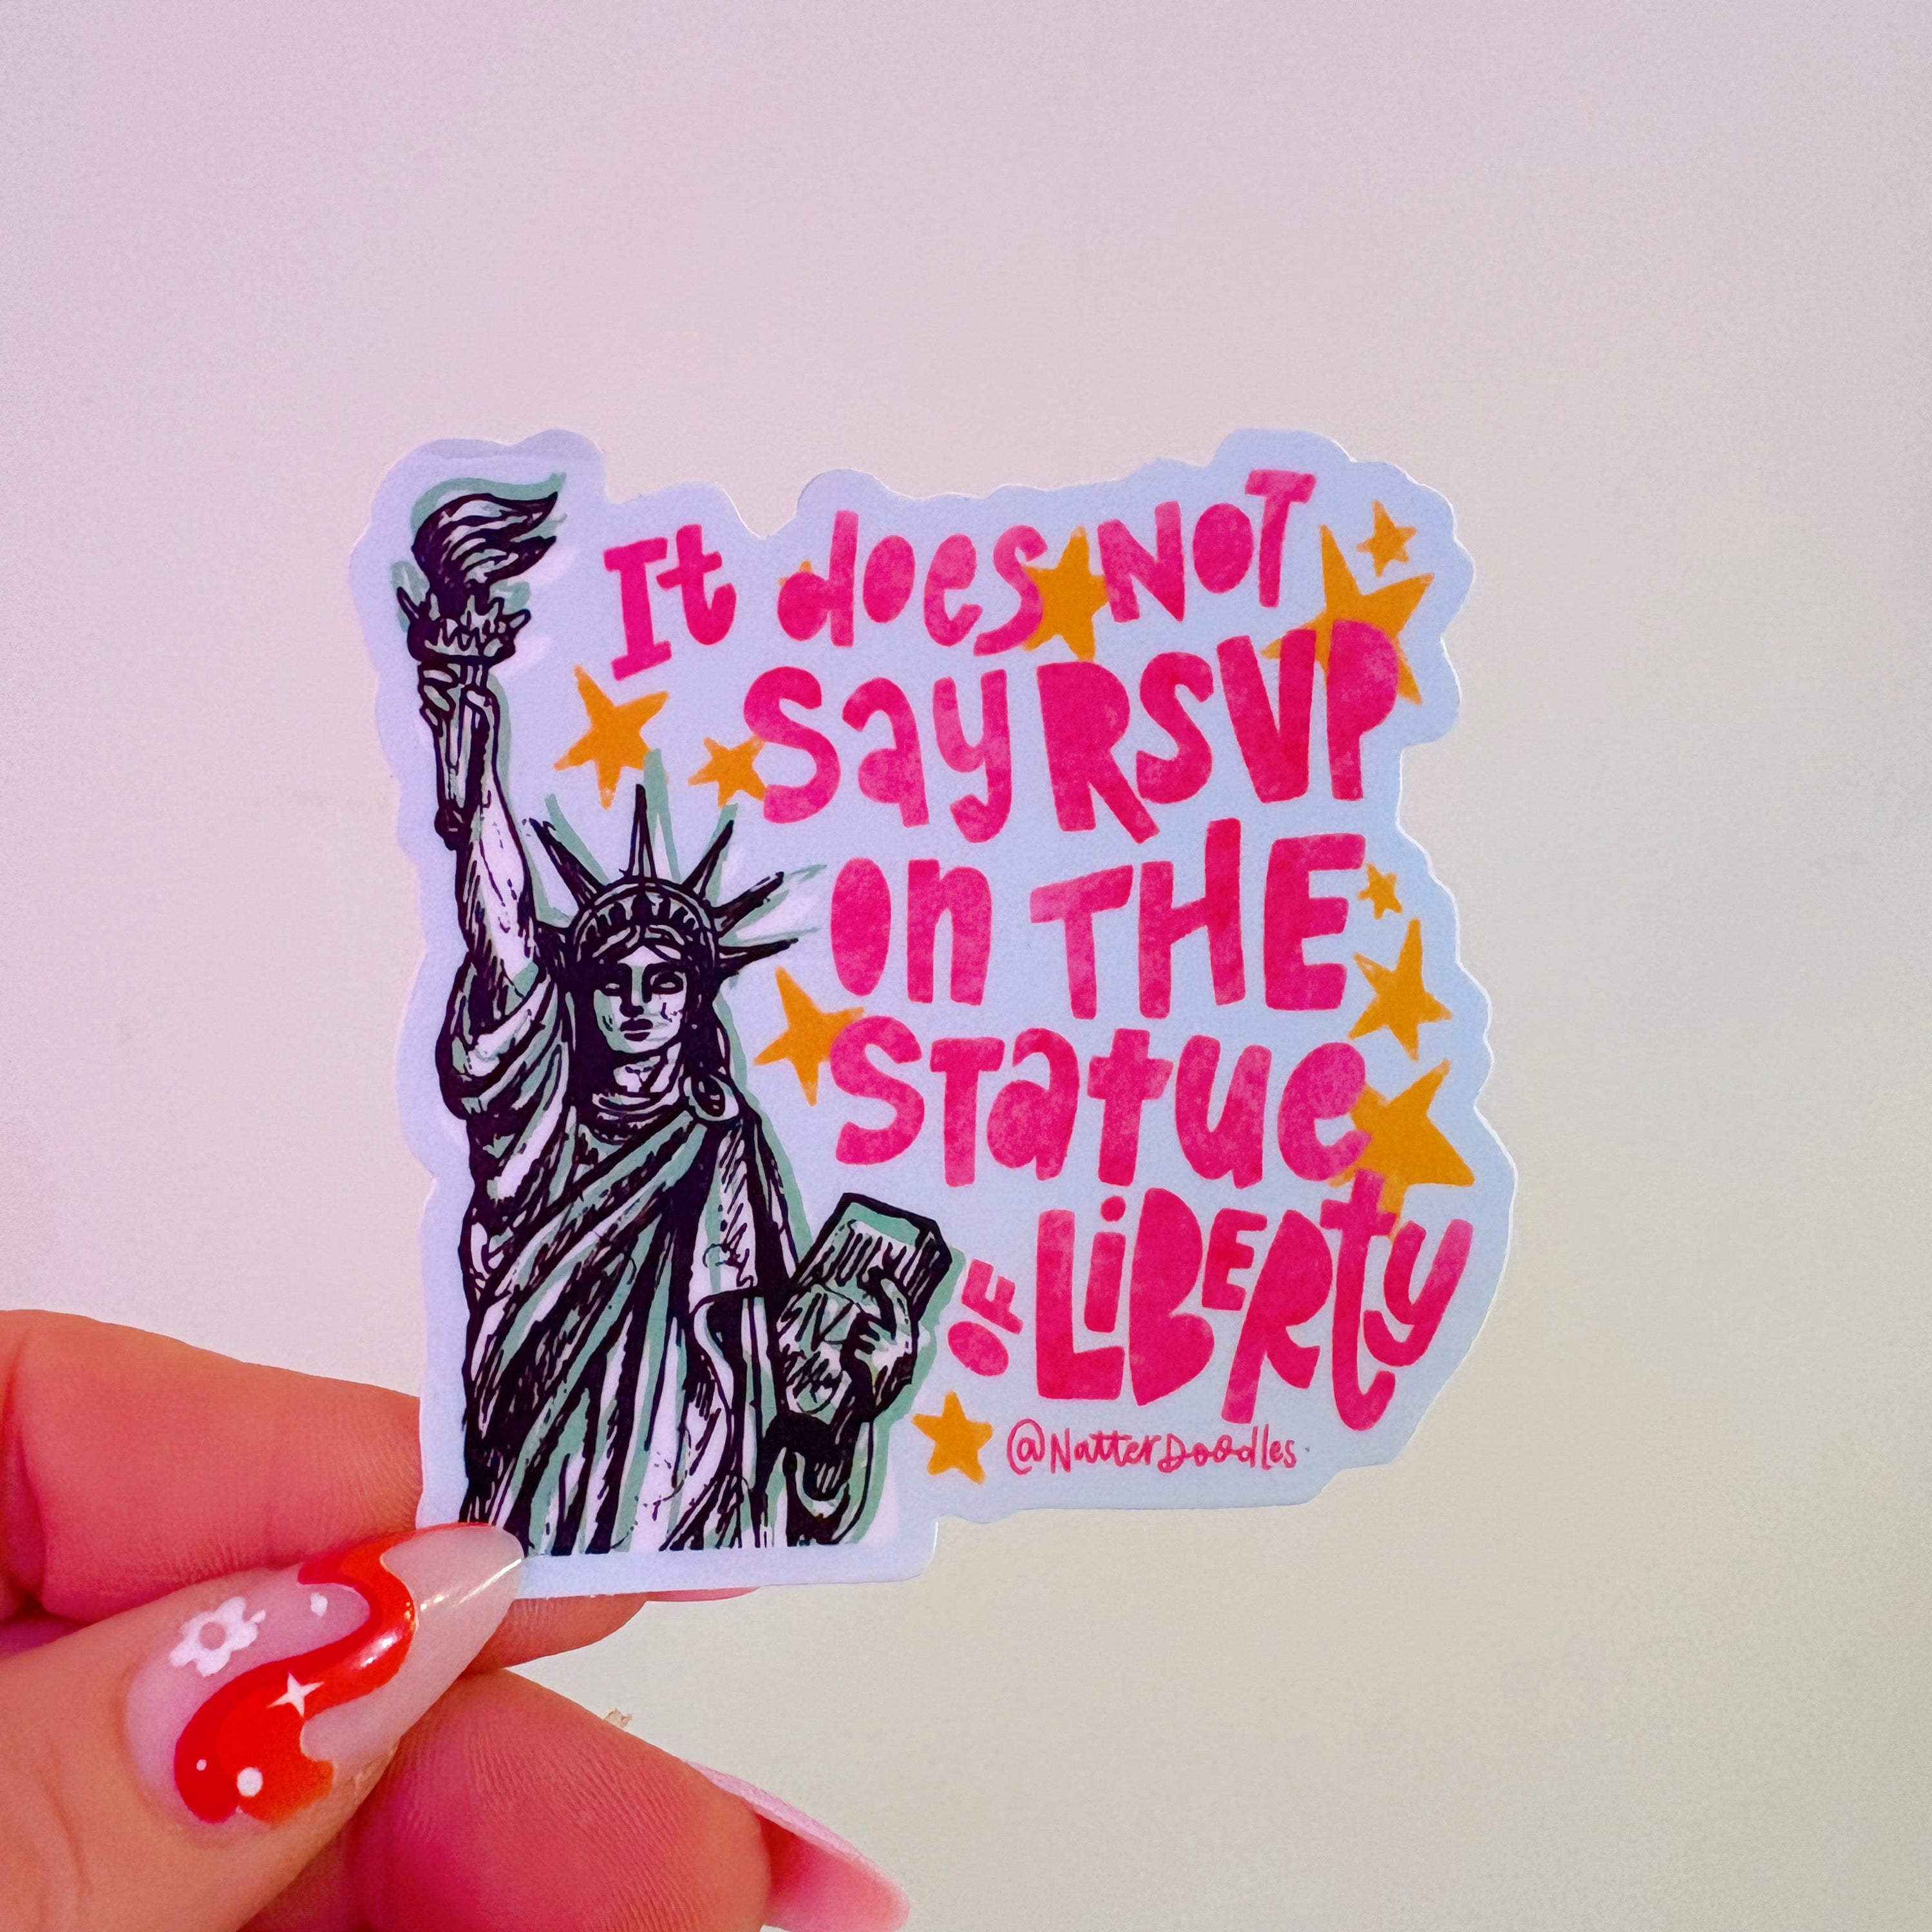 It does NOT
say RSVP
on THE
Statue
OF LiBERty
@NatterDoodles